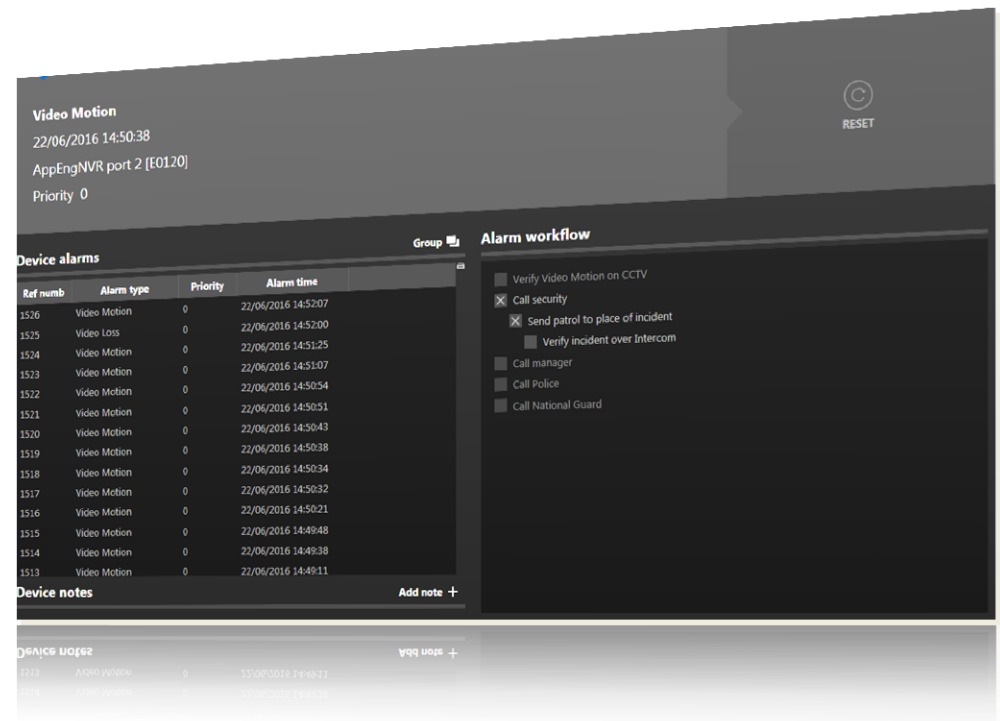 Video Motion
22/06/2016 14:50:38
AppEngNVR port 2 [E0120]
Priority 0
RESET
Device alarms
Group
Ref numb Alarm type Priority Alarm time
1526 Video Motion 0 22/06/2016 14:52:07
1525 Video Loss 0 22/06/2016 14:52:00
1524 Video Motion 0 22/06/2016 14:51:25
1523 Video Motion 0 22/06/2016 14:51:07
1522 Video Motion 0 22/06/2016 14:50:54
1521 Video Motion 0 22/06/2016 14:50:51
1520 Video Motion 0 22/06/2016 14:50:43
1519 Video Motion 0 22/06/2016 14:50:38
1518 Video Motion 0 22/06/2016 14:50:34
1517 Video Motion 0 22/06/2016 14:50:32
1516 Video Motion 0 22/06/2016 14:50:21
1515 Video Motion 0 22/06/2016 14:49:48
1514 Video Motion 0 22/06/2016 14:49:38
1513 Video Motion 0 22/06/2016 14:49:11
Device notes
Add note +
Alarm workflow
Verify Video Motion on CCTV
Call security
Send patrol to place of incident
Verify incident over Intercom
Call manager
Call Police
Call National Guard